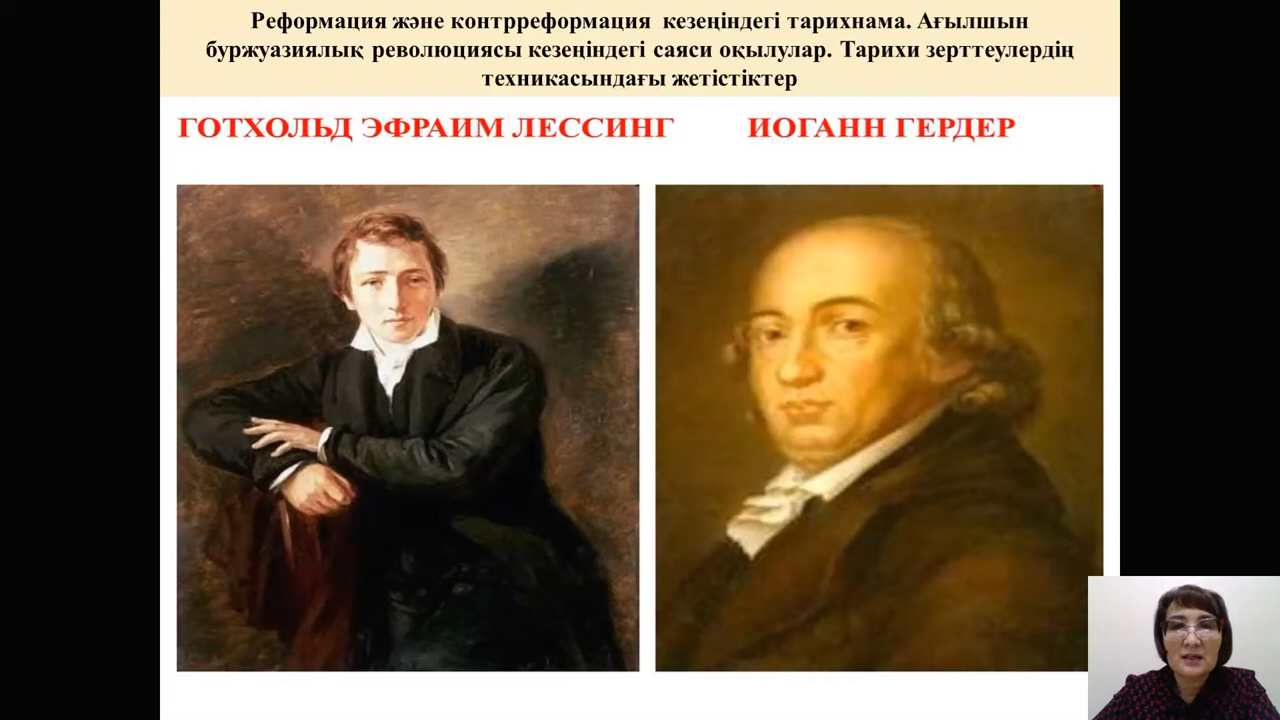 Реформация және контрреформация кезеңіндегі тарихнама. Ағылшын
буржуазиялық революциясы кезеңіндегі саяси оқылулар. Тарихи зерттеулердің
техникасындағы жетістіктер
ГОТХОЛЬД ЭФРАИМ ЛЕССИНГ ИОГАНН ГЕРДЕР